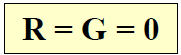 R = G = 0